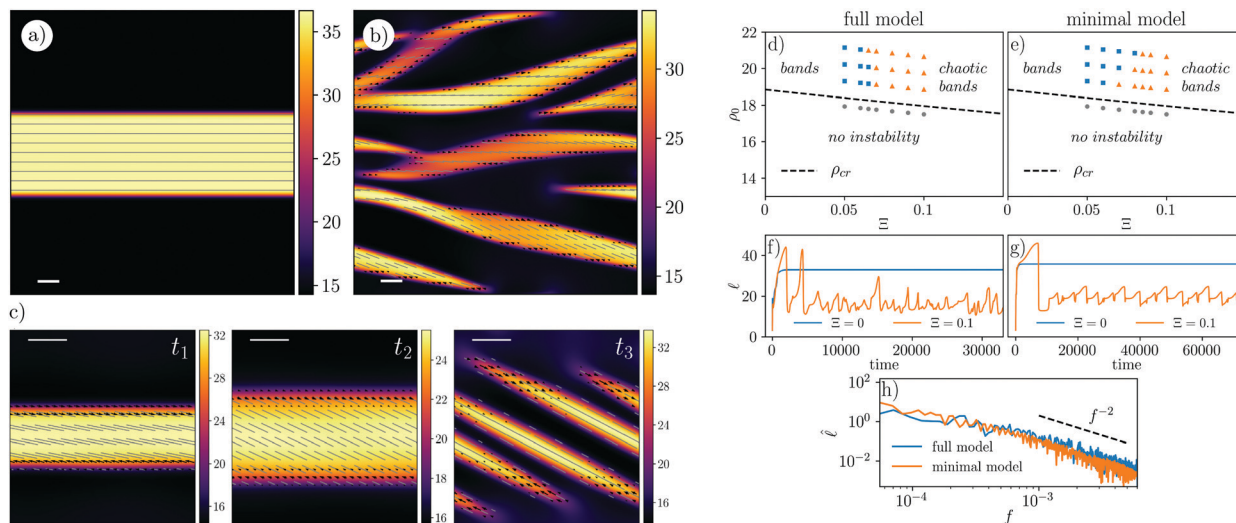 a)
35
30
25
20
15
b)
30
25
20
15
c)
t1
32
28
24
20
16
12
t2
24
22
20
18
16
t3
32
28
24
20
16
full model
minimal model
d)
22
20
18
16
14
ρ0
bands
chaotic
bands
no instability
ρcr
0
0.05
0.1
Ξ
e)
bands
chaotic
bands
no instability
ρcr
0
0.05
0.1
Ξ
f)
40
20
0
ℓ
Ξ = 0
Ξ = 0.1
0
10000
20000
30000
time
g)
Ξ = 0
Ξ = 0.1
0
20000
40000
60000
time
h)
10²
10⁰
10⁻²
ℓ̂
f⁻²
full model
minimal model
10⁻⁴
10⁻³
f